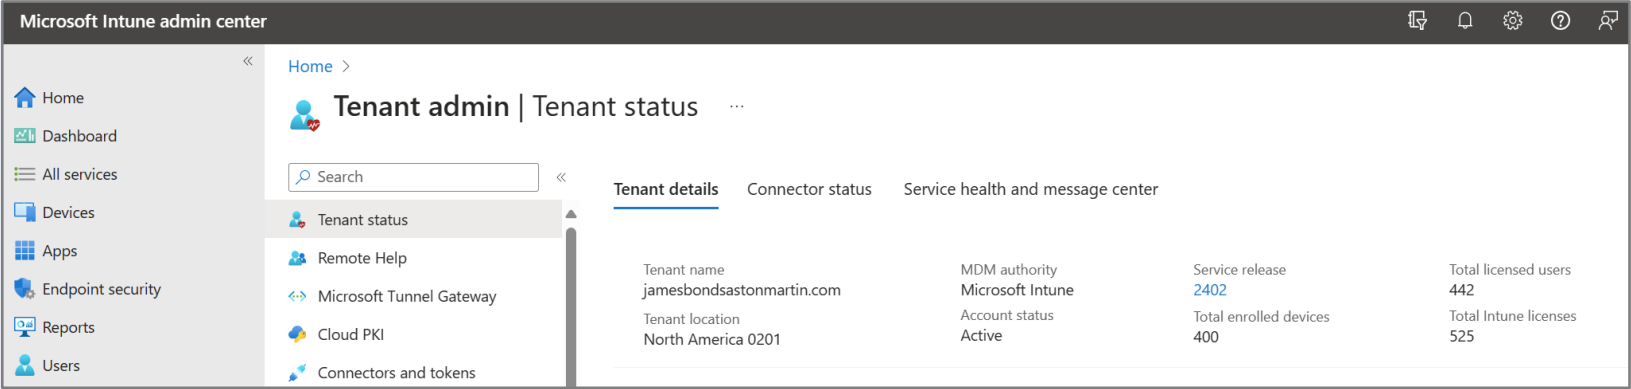 Microsoft Intune admin center
Home >
Home
Dashboard
All services
Devices
Apps
Endpoint security
Reports
Users
Tenant admin | Tenant status ...
Search
Tenant status
Remote Help
Microsoft Tunnel Gateway
Cloud PKI
Connectors and tokens
Tenant details Connector status Service health and message center
Tenant name
jamesbondsastonmartin.com
Tenant location
North America 0201
MDM authority
Microsoft Intune
Account status
Active
Service release
2402
Total enrolled devices
400
Total licensed users
442
Total Intune licenses
525